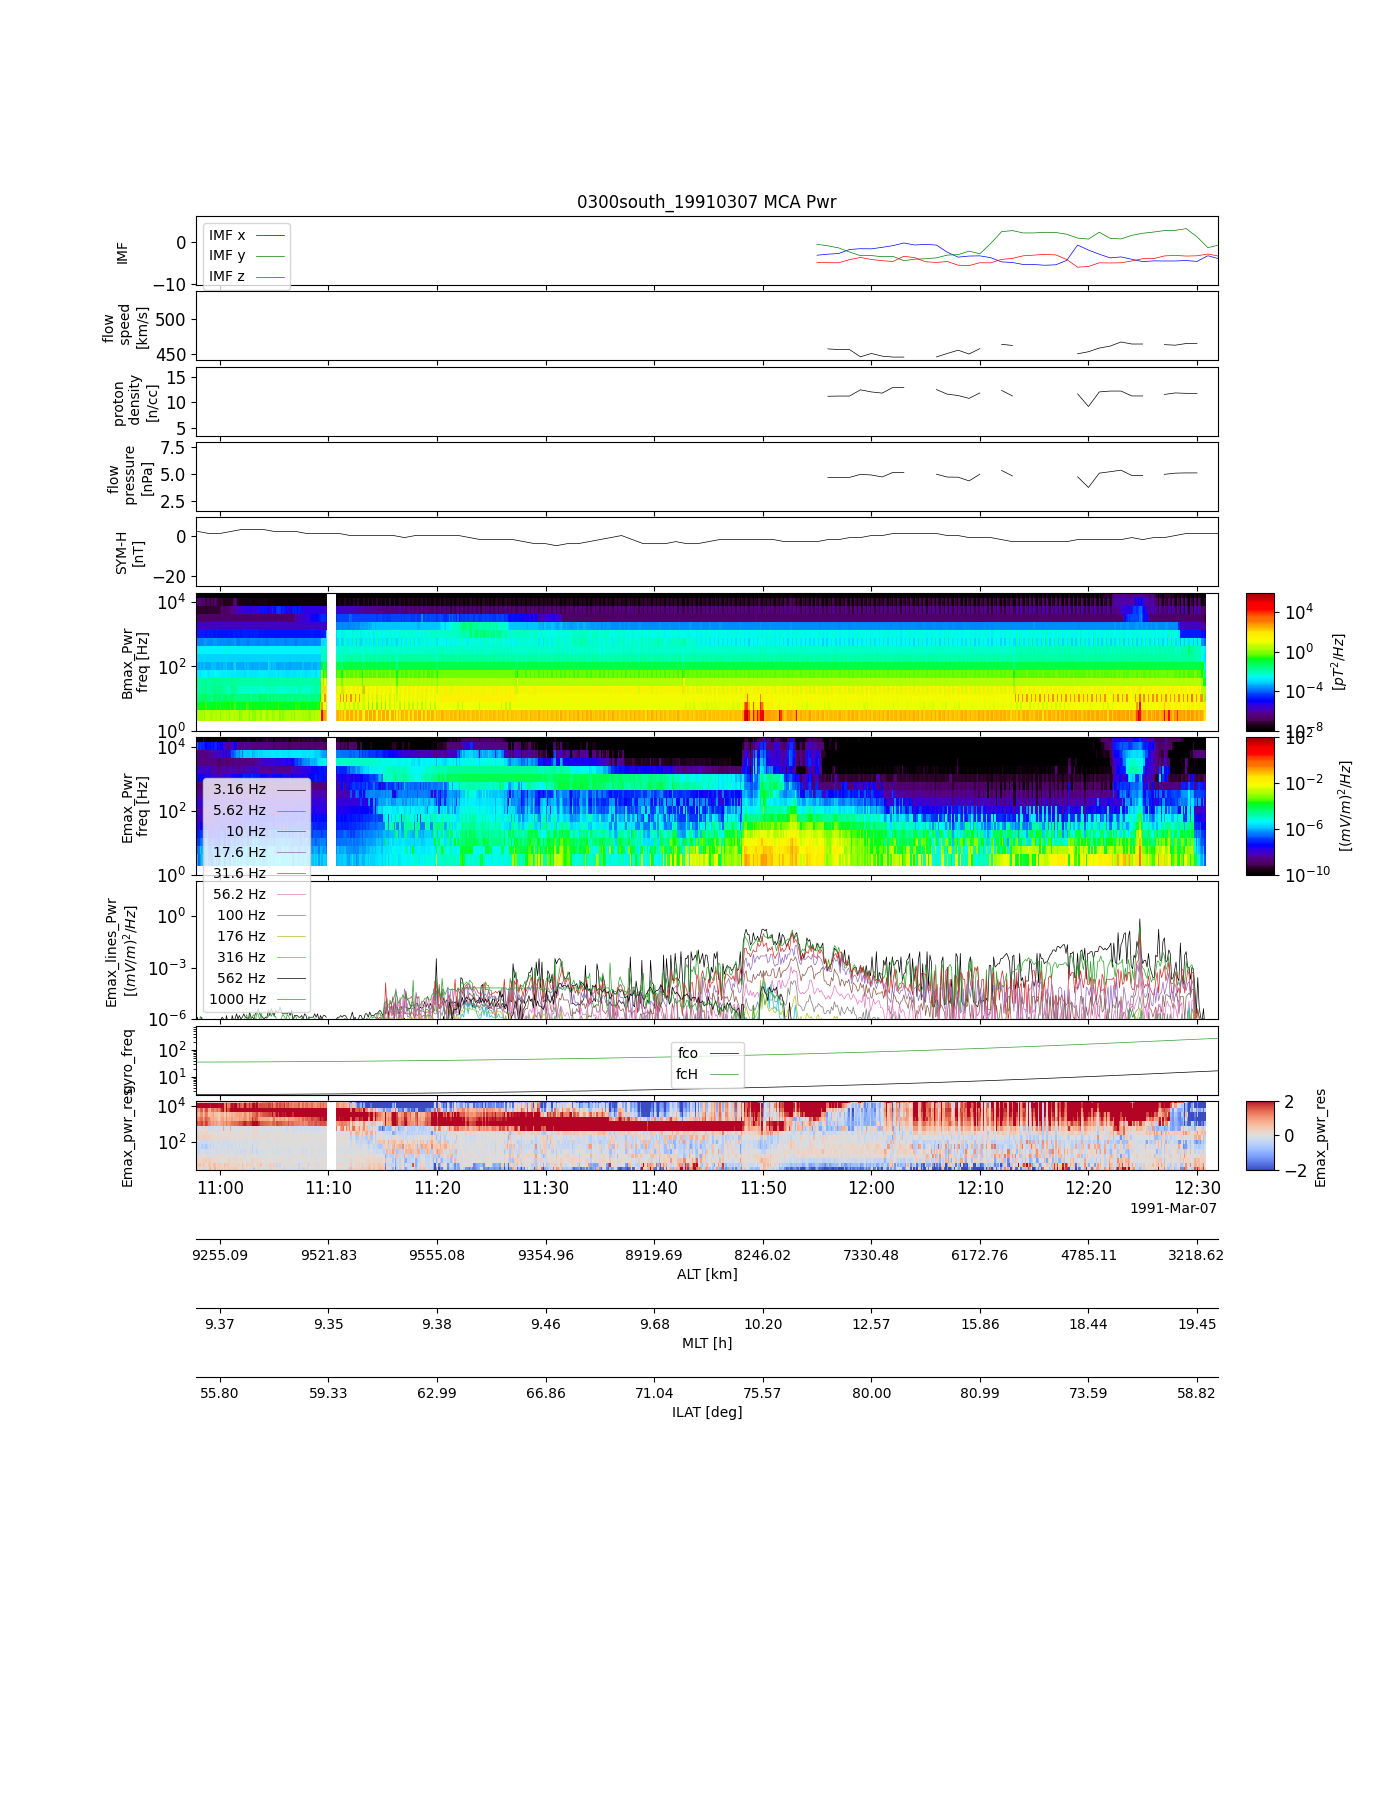 0300south_19910307 MCA Pwr
IMF
0
−10
IMF x
IMF y
IMF z
flow
speed
[km/s]
500
450
proton
density
[n/cc]
15
10
5
flow
pressure
[nPa]
7.5
5.0
2.5
SYM-H
[nT]
0
−20
Bmax_Pwr
freq [Hz]
10^4
10^2
10^0
10^4
10^0
10^−4
10^−8
[pT^2/Hz]
Emax_Pwr
freq [Hz]
10^4
10^2
10^0
10^2
10^−2
10^−6
10^−10
[(mV/m)^2/Hz]
3.16 Hz
5.62 Hz
10 Hz
17.6 Hz
31.6 Hz
56.2 Hz
100 Hz
176 Hz
316 Hz
562 Hz
1000 Hz
Emax_lines_Pwr
[(mV/m)^2/Hz]
10^0
10^−3
10^−6
gyro_freq
10^2
10^1
fco
fcH
Emax_pwr_res
10^4
10^2
2
0
−2
Emax_pwr_res
11:00 11:10 11:20 11:30 11:40 11:50 12:00 12:10 12:20 12:30
1991-Mar-07
9255.09 9521.83 9555.08 9354.96 8919.69 8246.02 7330.48 6172.76 4785.11 3218.62
ALT [km]
9.37 9.35 9.38 9.46 9.68 10.20 12.57 15.86 18.44 19.45
MLT [h]
55.80 59.33 62.99 66.86 71.04 75.57 80.00 80.99 73.59 58.82
ILAT [deg]